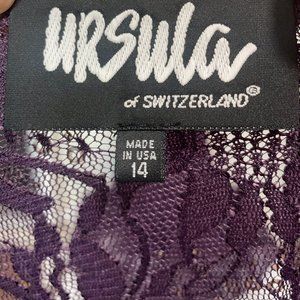 URSula
of SWITZERLAND®
MADE
IN USA
14